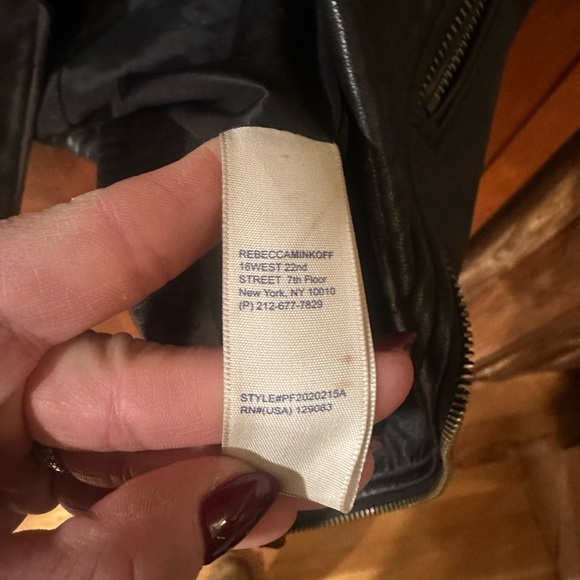 REBECCAMINKOFF
16WEST 22nd
STREET 7th Floor
New York, NY 10010
(P) 212-677-7829
STYLE#PF2020215A
RN#(USA) 129083